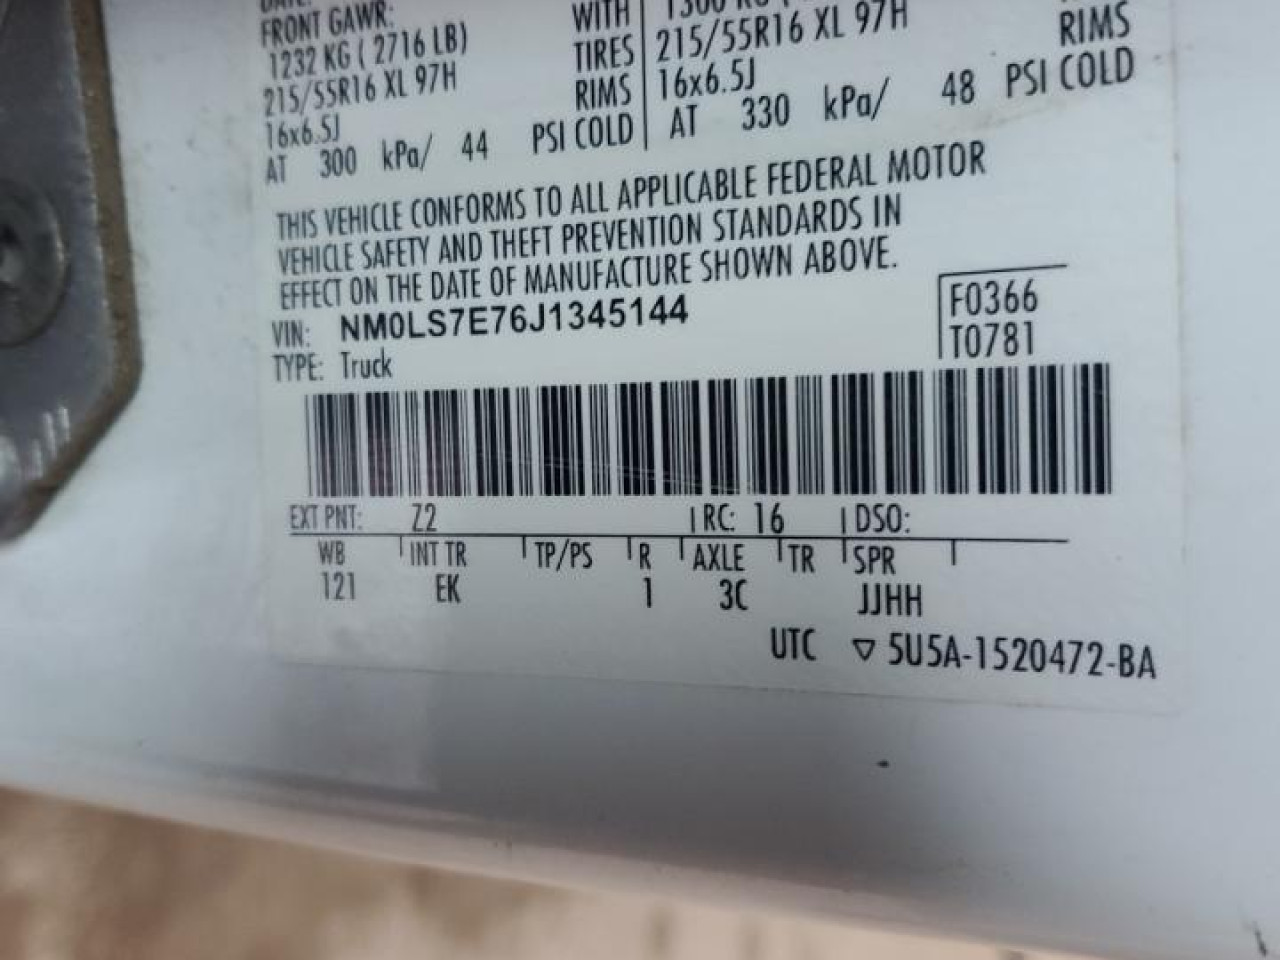 FRONT GAWR:
1232 KG ( 2716 LB)
215/55R16 XL 97H
16x6.5J
AT 300 kPa/ 44 PSI COLD
WITH
TIRES
RIMS
215/55R16 XL 97H
16x6.5J
AT 330 kPa/ 48 PSI COLD
RIMS
THIS VEHICLE CONFORMS TO ALL APPLICABLE FEDERAL MOTOR
VEHICLE SAFETY AND THEFT PREVENTION STANDARDS IN
EFFECT ON THE DATE OF MANUFACTURE SHOWN ABOVE.
VIN: NM0LS7E76J1345144
TYPE: Truck
F0366
T0781
EXT PNT: Z2 RC: 16 DSO:
WB INT TR TP/PS R AXLE TR SPR
121 EK 1 3C JJHH
UTC ▽ 5U5A-1520472-BA